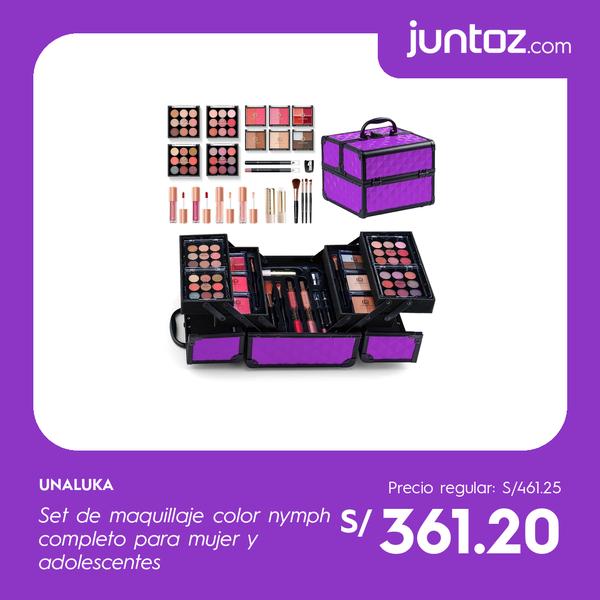 juntoz.com
UNALUKA
Set de maquillaje color nymph
completo para mujer y
adolescentes
Precio regular: S/461.25
S/ 361.20